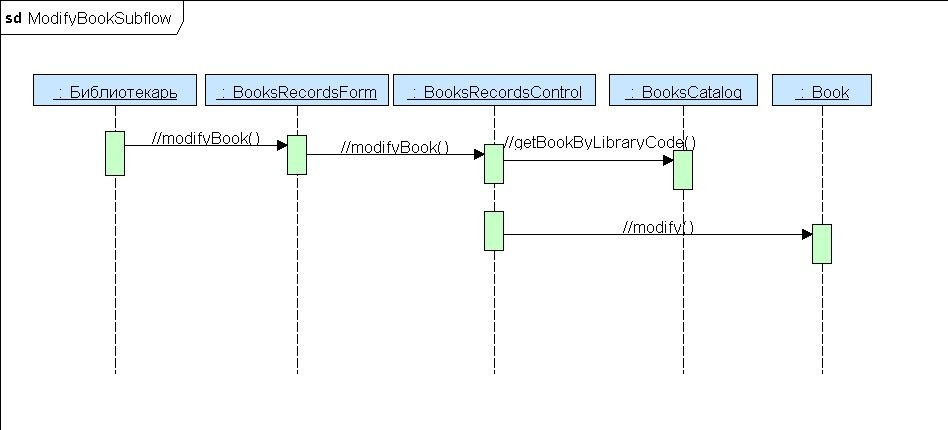 sd ModifyBookSubflow
: Библиотекарь
: BooksRecordsForm
: BooksRecordsControl
: BooksCatalog
: Book
//modifyBook()
//modifyBook()
//getBookByLibraryCode()
//modify()